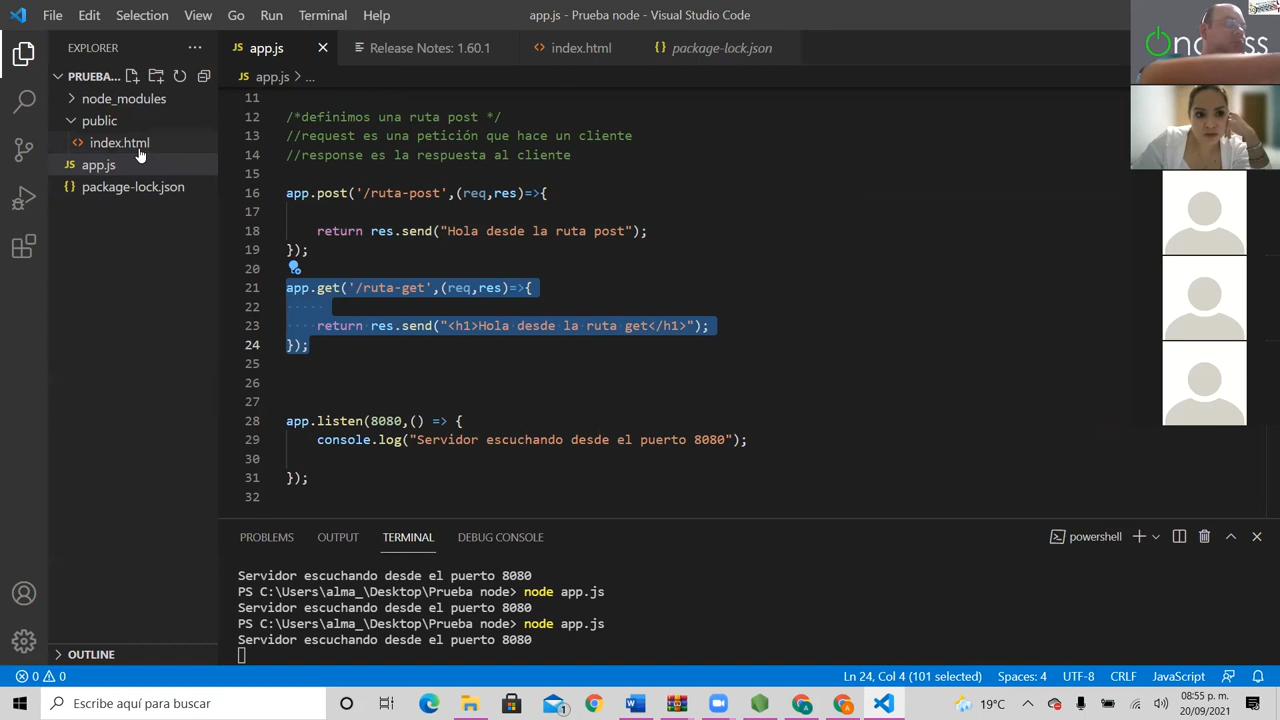 File Edit Selection View Go Run Terminal Help
app.js - Prueba node - Visual Studio Code
EXPLORER
PRUEBA...
node_modules
public
index.html
app.js
package-lock.json
OUTLINE
JS app.js
Release Notes: 1.60.1
index.html
package-lock.json
JS app.js > ...
11
12 /*definimos una ruta post */
13 //request es una petición que hace un cliente
14 //response es la respuesta al cliente
15
16 app.post('/ruta-post',(req,res)=>{
17
18 return res.send("Hola desde la ruta post");
19 });
20
21 app.get('/ruta-get',(req,res)=>{
22
23 return res.send("<h1>Hola desde la ruta get</h1>");
24 });
25
26
27
28 app.listen(8080,() => {
29 console.log("Servidor escuchando desde el puerto 8080");
30
31 });
32
PROBLEMS OUTPUT TERMINAL DEBUG CONSOLE
powershell
Servidor escuchando desde el puerto 8080
PS C:\Users\alma_\Desktop\Prueba node> node app.js
Servidor escuchando desde el puerto 8080
PS C:\Users\alma_\Desktop\Prueba node> node app.js
Servidor escuchando desde el puerto 8080
0 0
Ln 24, Col 4 (101 selected) Spaces: 4 UTF-8 CRLF JavaScript
Escribe aquí para buscar
1
19°C
08:55 p. m.
20/09/2021